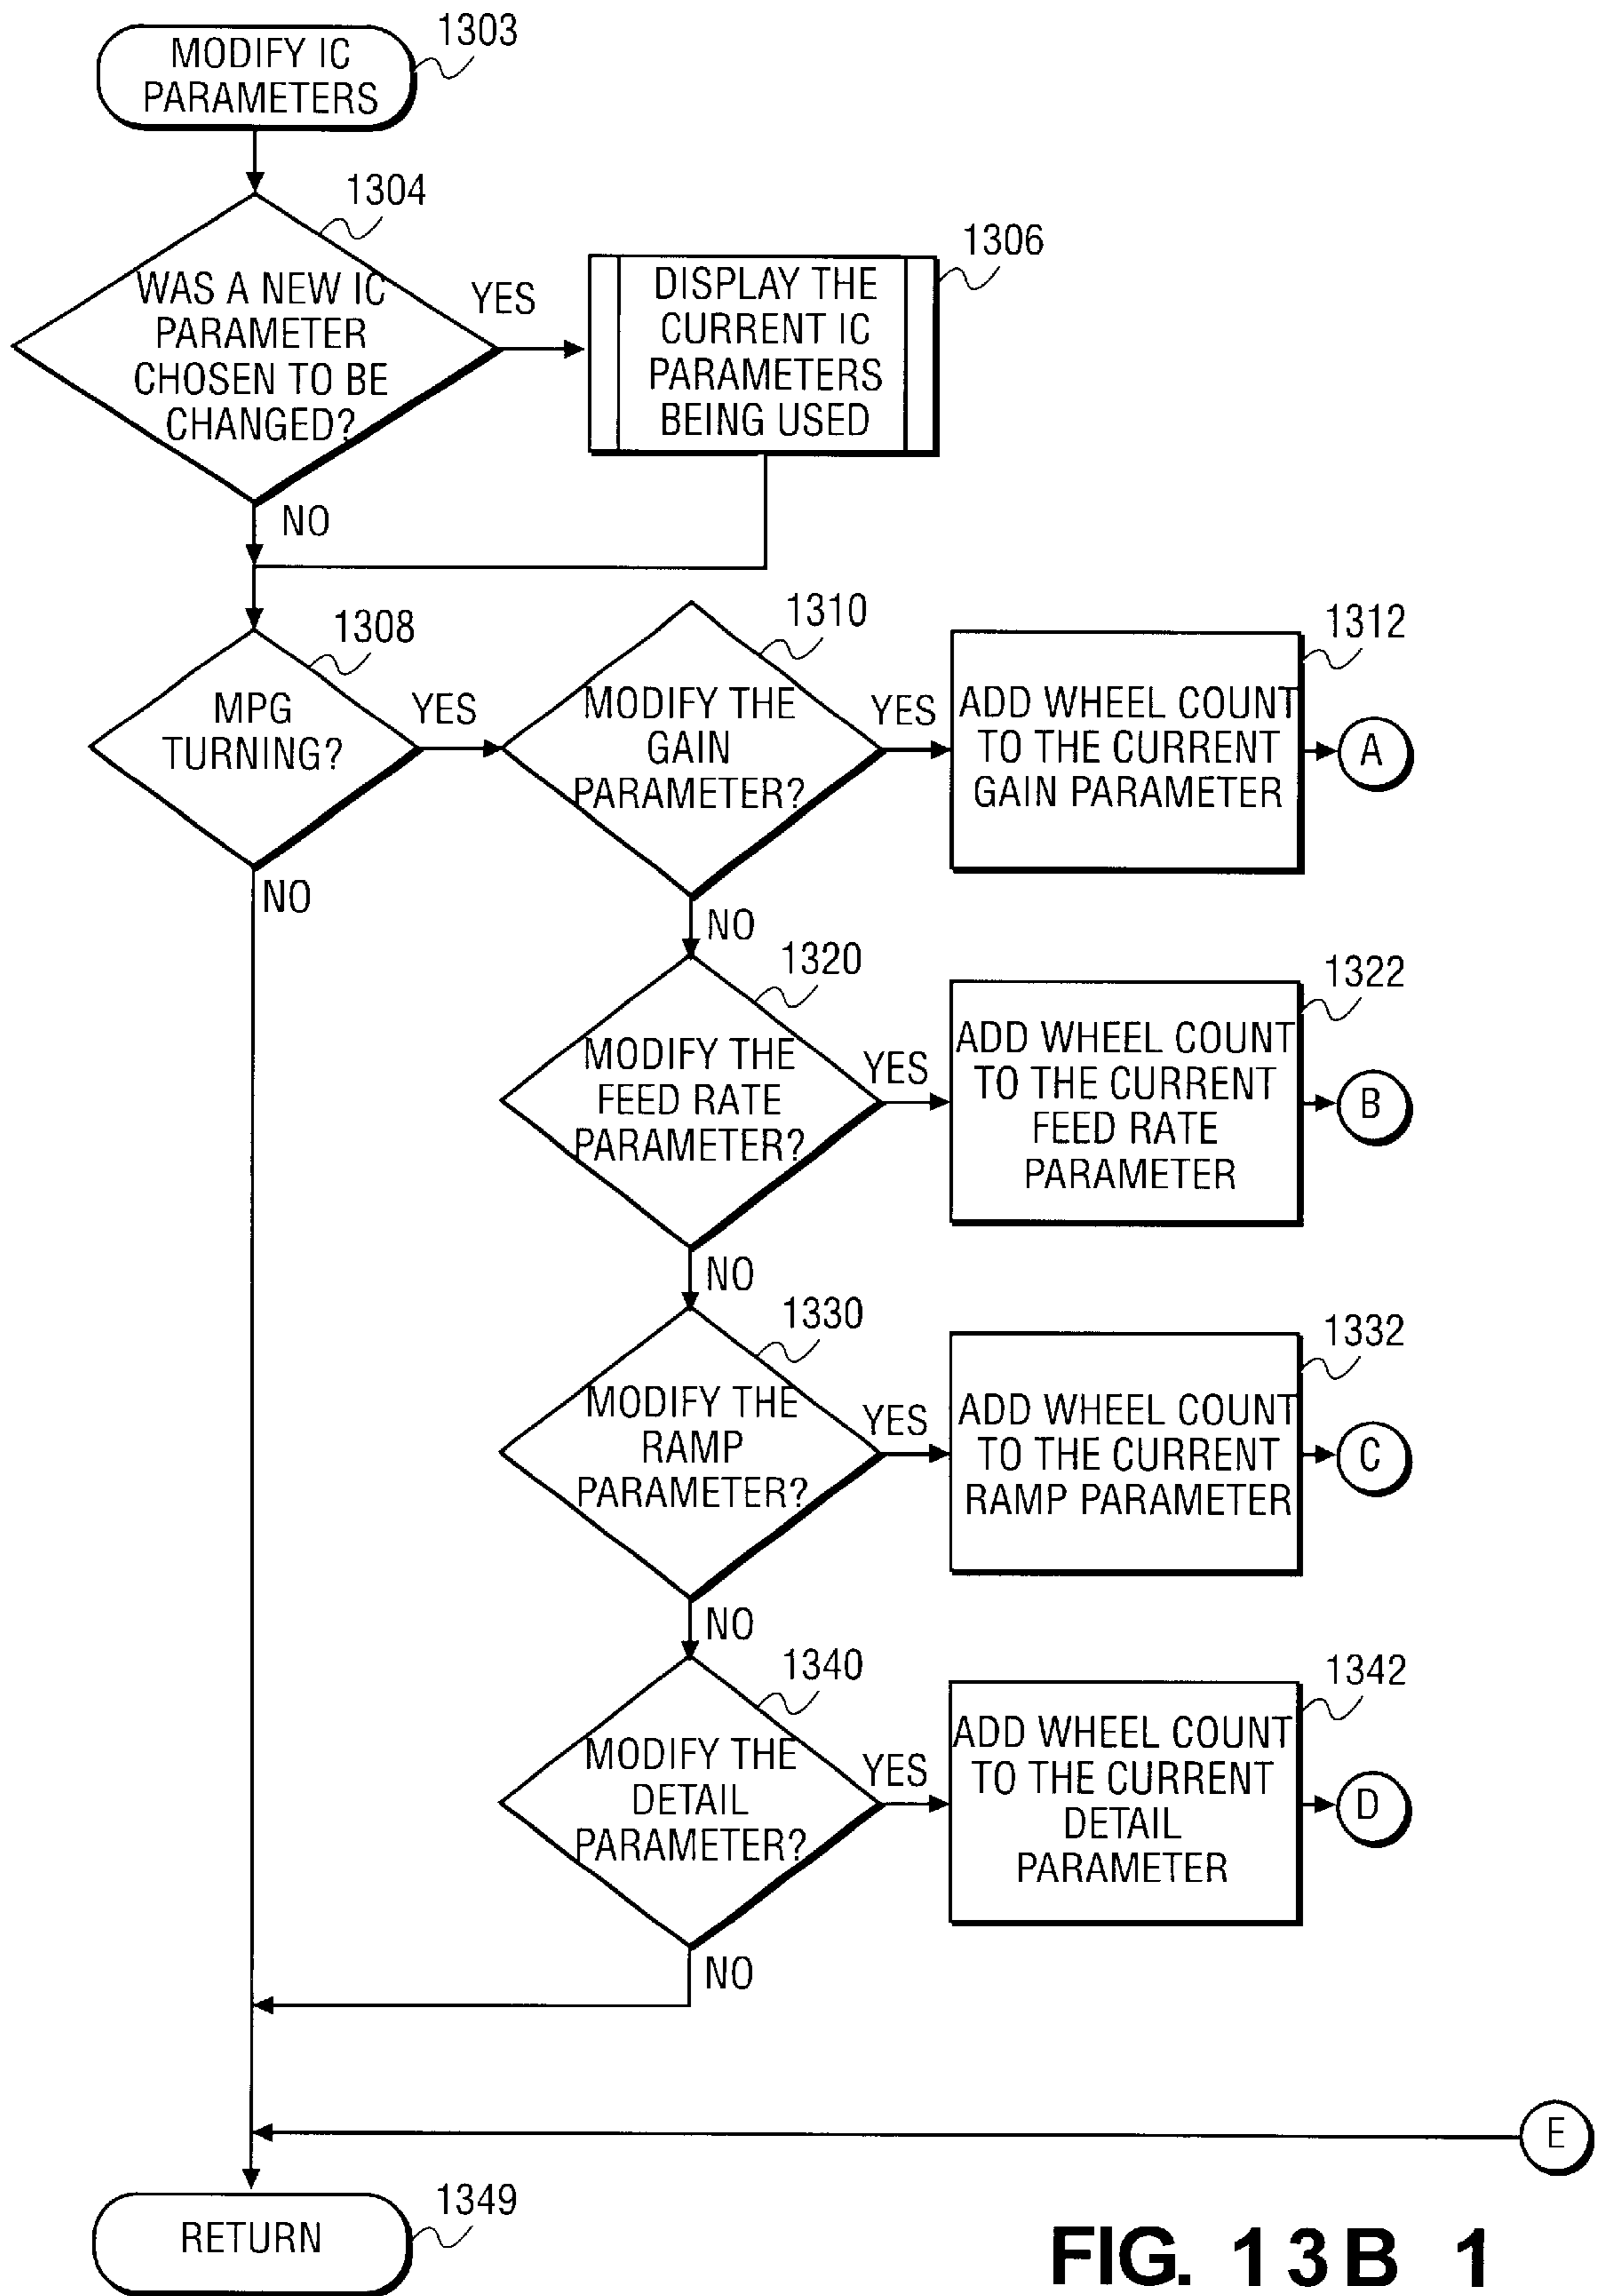 MODIFY IC
PARAMETERS
1303
1304
WAS A NEW IC
PARAMETER
CHOSEN TO BE
CHANGED?
YES
1306
DISPLAY THE
CURRENT IC
PARAMETERS
BEING USED
NO
1308
MPG
TURNING?
YES
NO
1310
MODIFY THE
GAIN
PARAMETER?
YES
1312
ADD WHEEL COUNT
TO THE CURRENT
GAIN PARAMETER
A
NO
1320
MODIFY THE
FEED RATE
PARAMETER?
YES
1322
ADD WHEEL COUNT
TO THE CURRENT
FEED RATE
PARAMETER
B
NO
1330
MODIFY THE
RAMP
PARAMETER?
YES
1332
ADD WHEEL COUNT
TO THE CURRENT
RAMP PARAMETER
C
NO
1340
MODIFY THE
DETAIL
PARAMETER?
YES
1342
ADD WHEEL COUNT
TO THE CURRENT
DETAIL
PARAMETER
D
NO
E
RETURN
1349
FIG. 13B 1